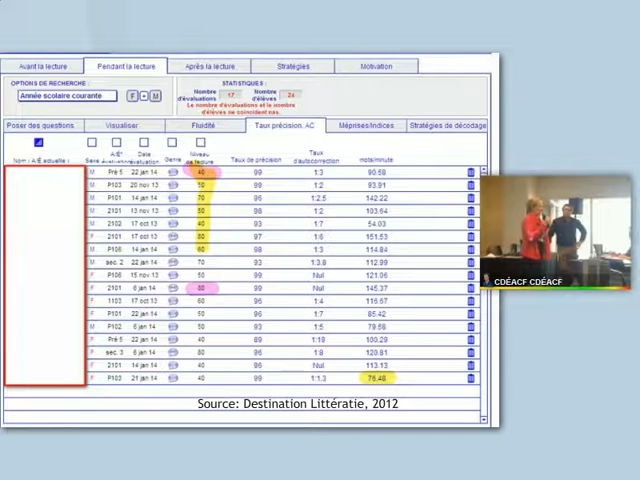 Avant la lecture Pendant la lecture Après la lecture Stratégies Motivation
OPTIONS DE RECHERCHE :
Année scolaire courante F + M
STATISTIQUES :
Nombre d'évaluations 17 Nombre d'élèves 24
Le nombre d'évaluations et le nombre
d'élèves ne coïncident pas.
Poser des questions Visualiser Fluidité Taux précision, AC Méprises/Indices Stratégies de décodage
Nom : (A/É actuelle) Sexe A/É* évaluation Date évaluation Genre Niveau de lecture Taux de précision Taux d'autocorrection mots/minute
M Pré 5 22 jan 14 40 99 1:3 90.58
M P103 20 nov 13 50 99 1:2 93.91
M P101 14 jan 14 70 96 1:2.5 142.22
M 2101 13 nov 13 50 98 1:2 103.64
M 2102 17 oct 13 40 93 1:7 54.03
F 2101 17 oct 13 80 97 1:6 151.53
M P106 14 jan 14 60 98 1:3 114.84
M sec. 2 22 jan 14 70 93 1:3.8 112.99
M P106 15 nov 13 50 99 Nul 121.06
F 2101 6 jan 14 80 99 Nul 145.37
F 1103 17 oct 13 60 96 1:4 116.67
F P101 22 jan 14 50 96 1:7 85.42
M P102 6 jan 14 50 93 1:5 79.58
F Pré 5 22 jan 14 40 89 1:19 100.29
F sec. 3 6 jan 14 80 96 1:8 120.81
F 2101 14 jan 14 40 96 Nul 113.13
F P103 21 jan 14 40 99 1:1.3 76.48
Source: Destination Littératie, 2012
CDÉACF CDÉACF